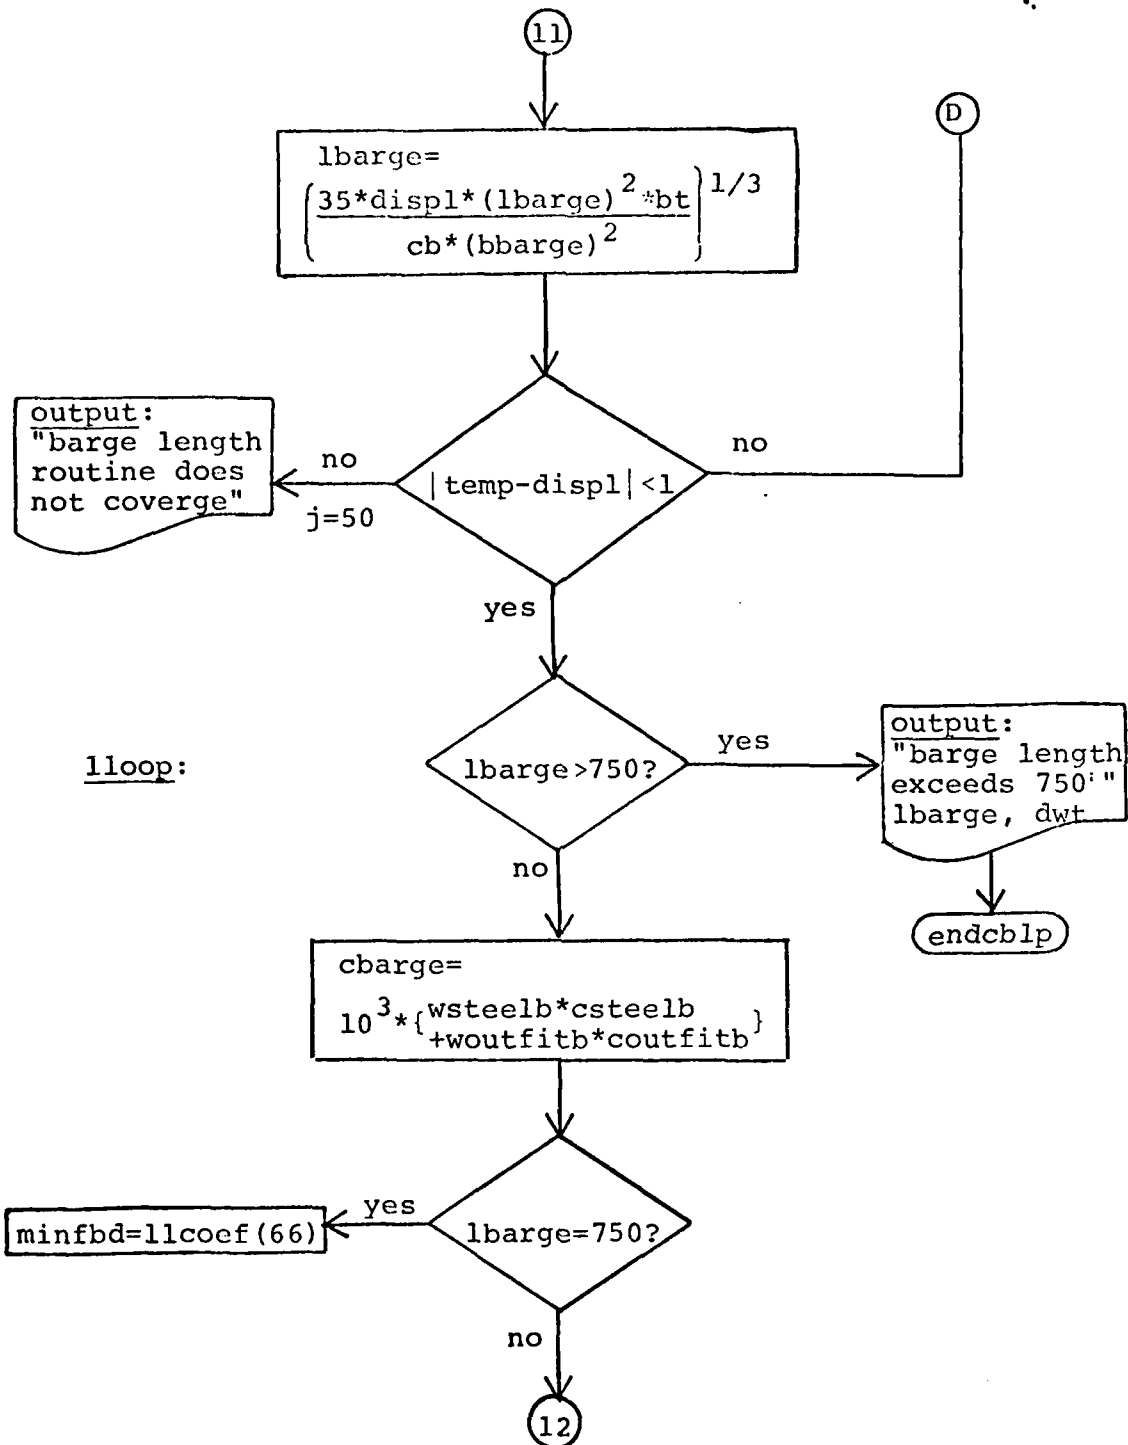 11
D
lbarge=
(35*displ*(lbarge)^2*bt / cb*(bbarge)^2)^1/3
output:
"barge length
routine does
not coverge"
no
j=50
|temp-displ|<1
no
yes
lloop:
lbarge>750?
yes
output:
"barge length
exceeds 750'"
lbarge, dwt
endcblp
no
cbarge=
10^3*{wsteelb*csteelb
+woutfitb*coutfitb}
lbarge=750?
yes
minfbd=llcoef(66)
no
12